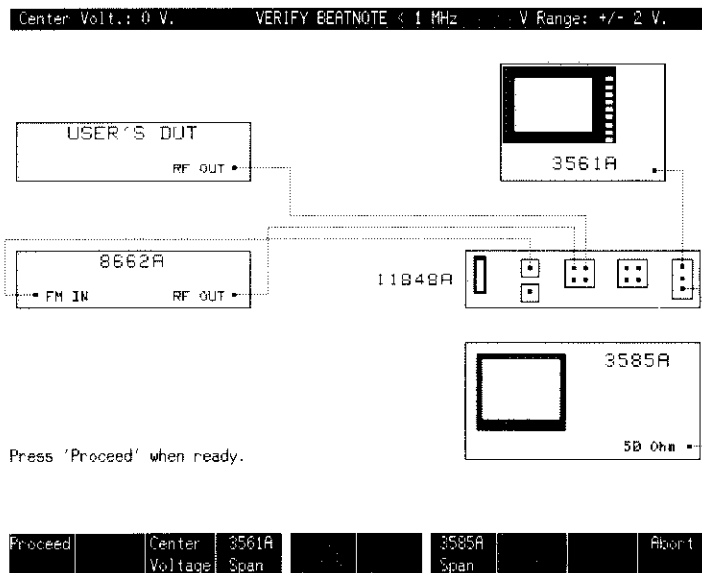 Center Volt.: 0 V. VERIFY BEATNOTE < 1 MHz V Range: +/- 2 V.
3561A
USER'S DUT
RF OUT
8662A
FM IN RF OUT
11848A
3585A
50 Ohm
Press 'Proceed' when ready.
Proceed Center Voltage 3561A Span 3585A Span Abort